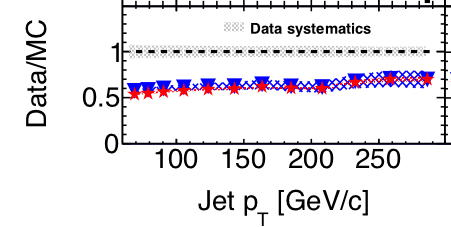 Data systematics
Data/MC
1
0.5
0
100 150 200 250
Jet p_T [GeV/c]